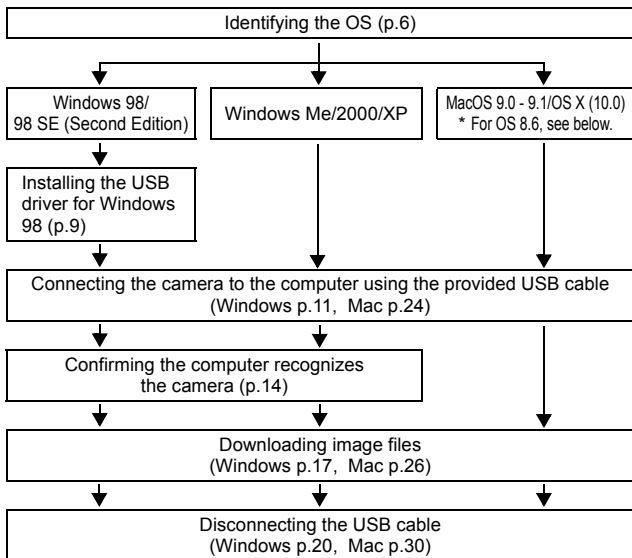 Identifying the OS (p.6)
Windows 98/
98 SE (Second Edition)
Windows Me/2000/XP
MacOS 9.0 - 9.1/OS X (10.0)
* For OS 8.6, see below.
Installing the USB
driver for Windows
98 (p.9)
Connecting the camera to the computer using the provided USB cable
(Windows p.11, Mac p.24)
Confirming the computer recognizes
the camera (p.14)
Downloading image files
(Windows p.17, Mac p.26)
Disconnecting the USB cable
(Windows p.20, Mac p.30)